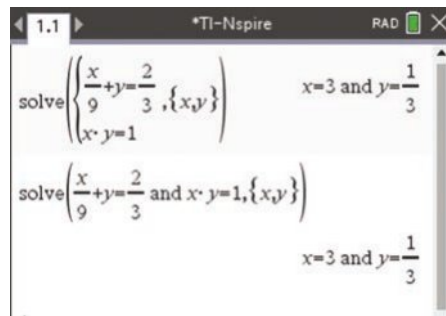 1.1 *TI-Nspire RAD
solve({x/9+y=2/3 ,{x,y}) x=3 and y=1/3
x·y=1
solve(x/9+y=2/3 and x·y=1,{x,y})
x=3 and y=1/3